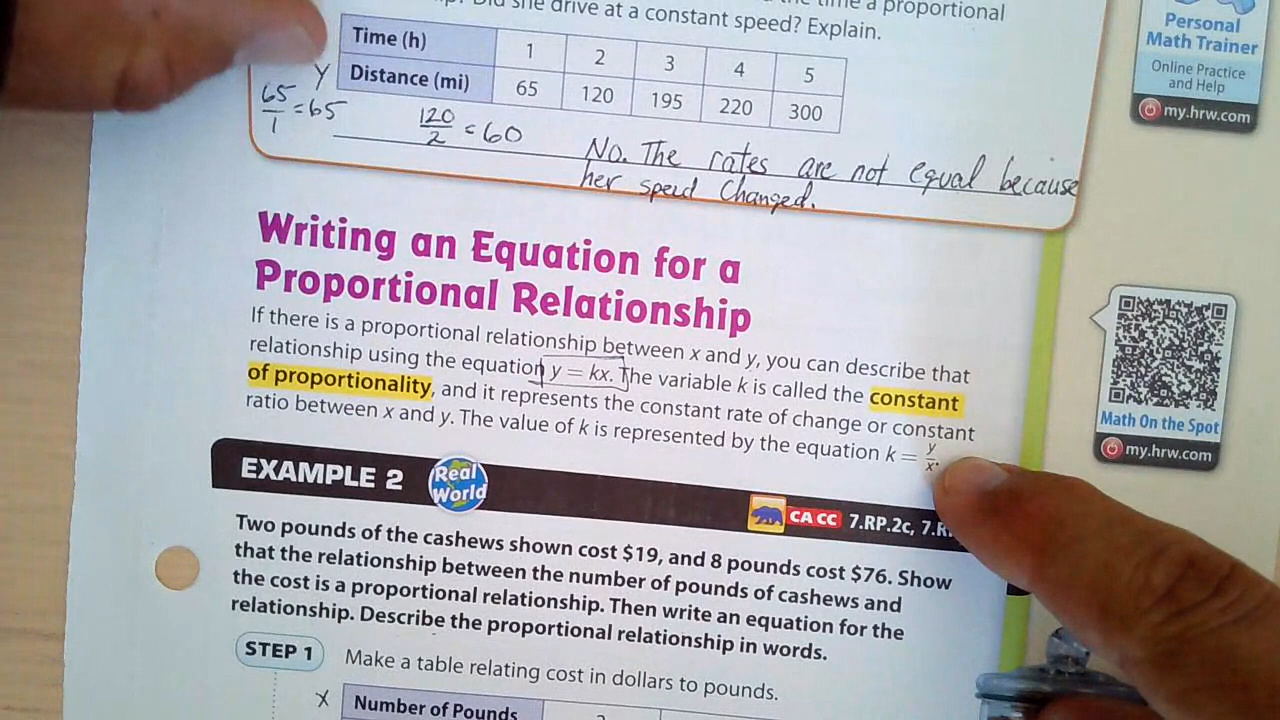 she drive at a constant speed? Explain.
time a proportional
Time (h) 1 2 3 4 5
y
Distance (mi) 65 120 195 220 300
65/1 = 65
120/2 = 60
No. The rates are not equal because
her speed changed.
Writing an Equation for a
Proportional Relationship
If there is a proportional relationship between x and y, you can describe that
relationship using the equation y = kx. The variable k is called the constant
of proportionality, and it represents the constant rate of change or constant
ratio between x and y. The value of k is represented by the equation k = y/x.
EXAMPLE 2
Real
World
CA CC 7.RP.2c,
Two pounds of the cashews shown cost $19, and 8 pounds cost $76. Show
that the relationship between the number of pounds of cashews and
the cost is a proportional relationship. Then write an equation for the
relationship. Describe the proportional relationship in words.
STEP 1 Make a table relating cost in dollars to pounds.
x
Number of Pounds
Personal
Math Trainer
Online Practice
and Help
my.hrw.com
Math On the Spot
my.hrw.com